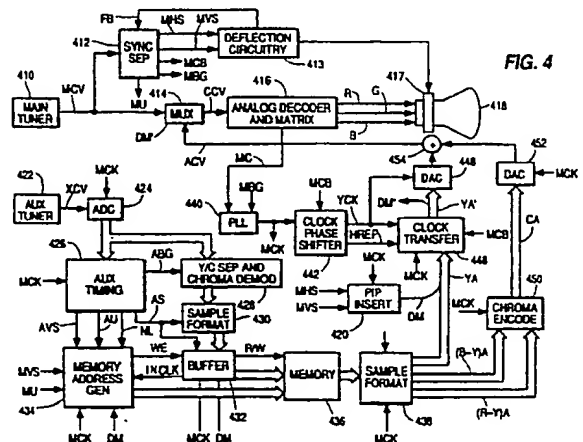 FB
MHS
MVS
412
SYNC SEP
DEFLECTION CIRCUITRY
413
FIG. 4
MCB
MBG
410
MAIN TUNER
MCV
MU
414
MUX
CCV
416
ANALOG DECODER AND MATRIX
R
G
B
417
418
DM'
ACV
454
452
DAC
MCK
422
AUX TUNER
XCV
MCK
424
ADC
MC
MBG
440
PLL
MCK
MCB
CLOCK PHASE SHIFTER
442
YCK
HREF
DM'
DAC
448
YA'
CLOCK TRANSFER
448
MCB
MCK
YA
CA
426
AUX TIMING
MCK
ABG
Y/C SEP AND CHROMA DEMOD
428
AS
SAMPLE FORMAT
430
MCK
MHS
MVS
PIP INSERT
420
DM
450
CHROMA ENCODE
MCK
AVS
AU
NL
MVS
MU
434
MEMORY ADDRESS GEN
WE
INCLK
BUFFER
432
R/W
MEMORY
436
SAMPLE FORMAT
438
(B-Y)A
(R-Y)A
MCK
DM
MCK
DM
MCK